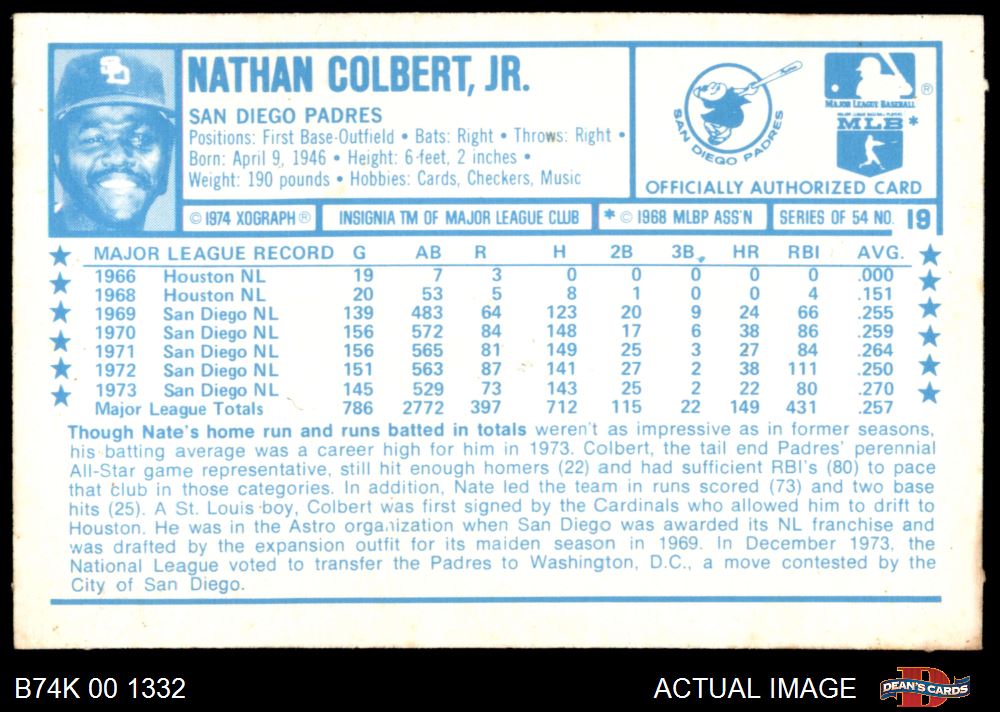 SD
NATHAN COLBERT, JR.
SAN DIEGO PADRES
Positions: First Base-Outfield • Bats: Right • Throws: Right •
Born: April 9, 1946 • Height: 6-feet, 2 inches •
Weight: 190 pounds • Hobbies: Cards, Checkers, Music
SAN DIEGO PADRES
MAJOR LEAGUE BASEBALL ®
MAJOR LEAGUE BASEBALL PLAYERS
MLB *
OFFICIALLY AUTHORIZED CARD
© 1974 XOGRAPH ®
INSIGNIA TM OF MAJOR LEAGUE CLUB
* © 1968 MLBP ASS'N
SERIES OF 54 NO. 19
MAJOR LEAGUE RECORD G AB R H 2B 3B HR RBI AVG.
1966 Houston NL 19 7 3 0 0 0 0 0 .000
1968 Houston NL 20 53 5 8 1 0 0 4 .151
1969 San Diego NL 139 483 64 123 20 9 24 66 .255
1970 San Diego NL 156 572 84 148 17 6 38 86 .259
1971 San Diego NL 156 565 81 149 25 3 27 84 .264
1972 San Diego NL 151 563 87 141 27 2 38 111 .250
1973 San Diego NL 145 529 73 143 25 2 22 80 .270
Major League Totals 786 2772 397 712 115 22 149 431 .257
Though Nate's home run and runs batted in totals weren't as impressive as in former seasons,
his batting average was a career high for him in 1973. Colbert, the tail end Padres' perennial
All-Star game representative, still hit enough homers (22) and had sufficient RBI's (80) to pace
that club in those categories. In addition, Nate led the team in runs scored (73) and two base
hits (25). A St. Louis boy, Colbert was first signed by the Cardinals who allowed him to drift to
Houston. He was in the Astro organization when San Diego was awarded its NL franchise and
was drafted by the expansion outfit for its maiden season in 1969. In December 1973, the
National League voted to transfer the Padres to Washington, D.C., a move contested by the
City of San Diego.
B74K 00 1332
ACTUAL IMAGE
D
DEAN'S CARDS